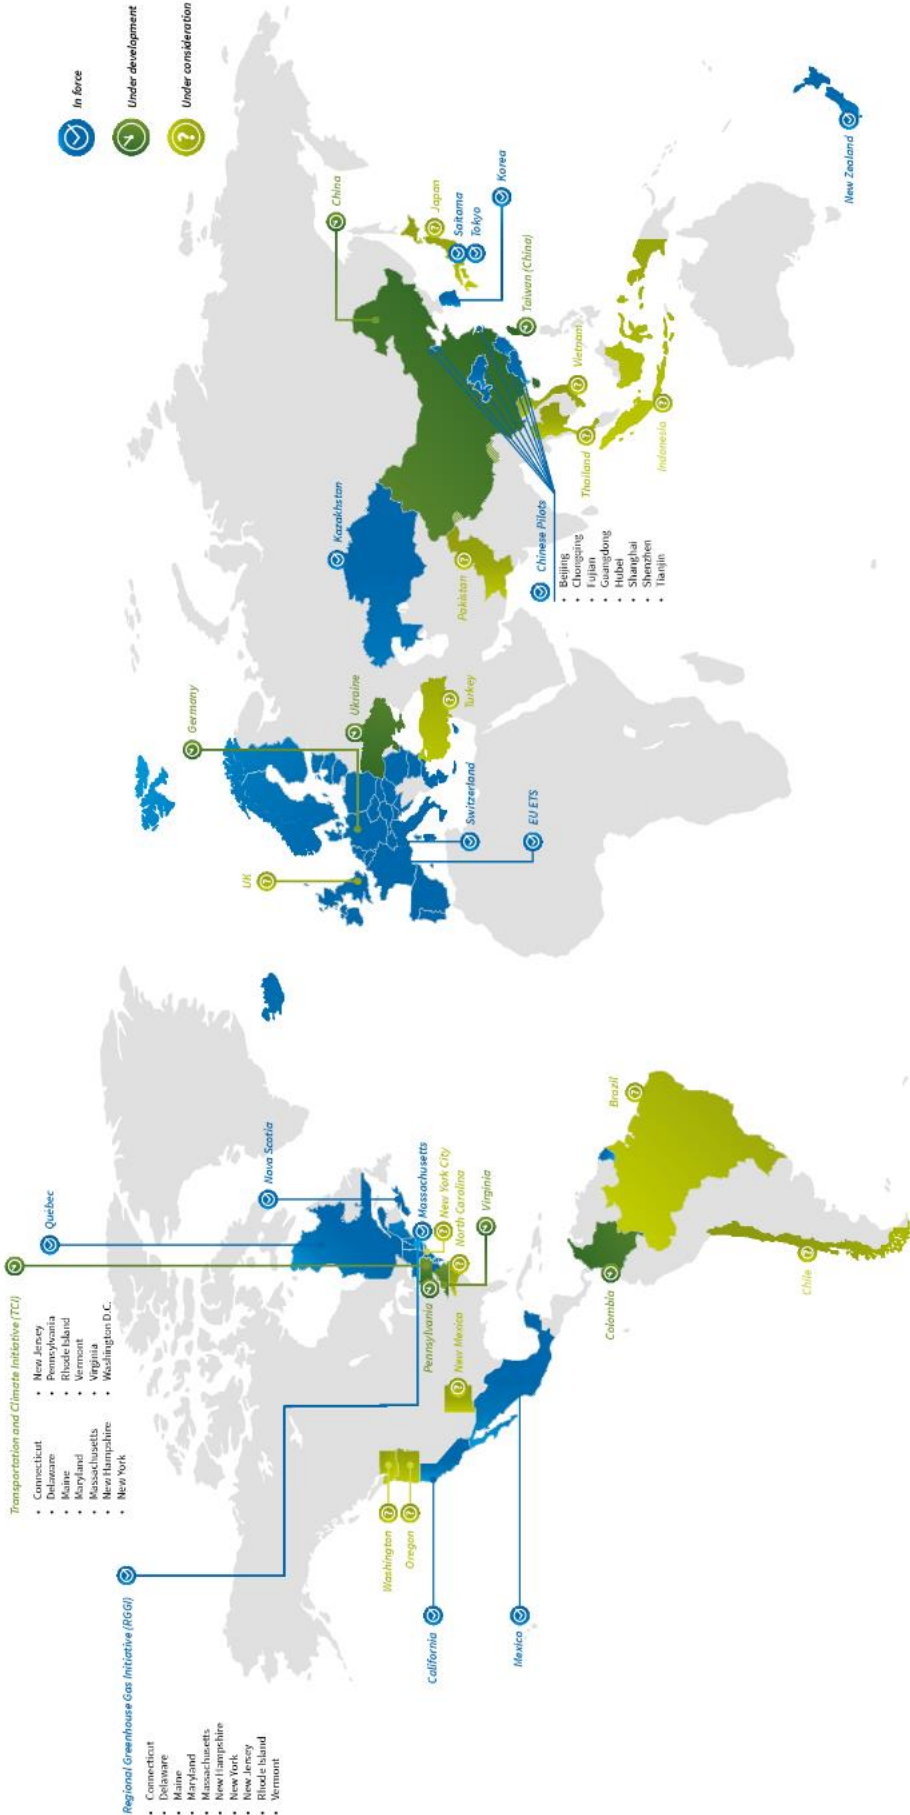 In force
Under development
Under consideration
Transportation and Climate Initiative (TCI)
• Connecticut
• Delaware
• Maine
• Maryland
• Massachusetts
• New Hampshire
• New York
• New Jersey
• Pennsylvania
• Rhode Island
• Vermont
• Virginia
• Washington D.C.
Regional Greenhouse Gas Initiative (RGGI)
• Connecticut
• Delaware
• Maine
• Maryland
• Massachusetts
• New Hampshire
• New York
• New Jersey
• Rhode Island
• Vermont
Quebec
Nova Scotia
Massachusetts
New York City
North Carolina
Virginia
Pennsylvania
New Mexico
Washington
Oregon
California
Mexico
Colombia
Brazil
Chile
UK
Germany
Ukraine
Switzerland
EU ETS
Turkey
Kazakhstan
Pakistan
China
Japan
Saitama
Tokyo
Korea
Taiwan (China)
Vietnam
Thailand
Indonesia
Chinese Pilots
• Beijing
• Chongqing
• Fujian
• Guangdong
• Hubei
• Shanghai
• Shenzhen
• Tianjin
New Zealand